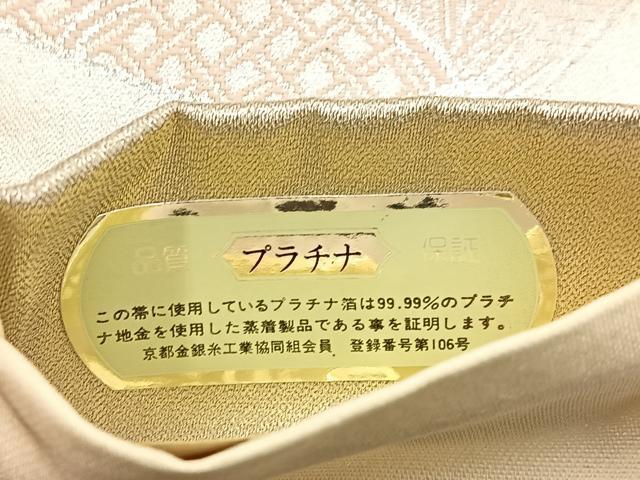 品質 プラチナ 保証
この帯に使用しているプラチナ箔は99.99%のプラチ
ナ地金を使用した蒸着製品である事を証明します。
京都金銀糸工業協同組会員 登録番号第106号